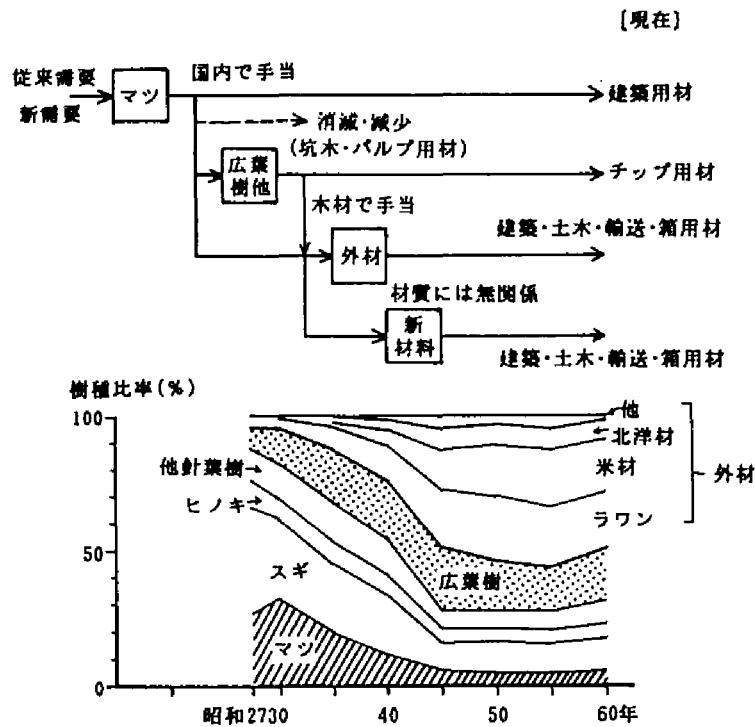 [現在]
従来需要
新需要
マツ
国内で手当
建築用材
消滅・減少
(坑木・パルプ用材)
広葉
樹他
チップ用材
木材で手当
外材
建築・土木・輸送・箱用材
材質には無関係
新
材料
建築・土木・輸送・箱用材
樹種比率(%)
100
50
0
他
北洋材
米材
ラワン
外材
他針葉樹
ヒノキ
スギ
広葉樹
マツ
昭和27 30 40 50 60年